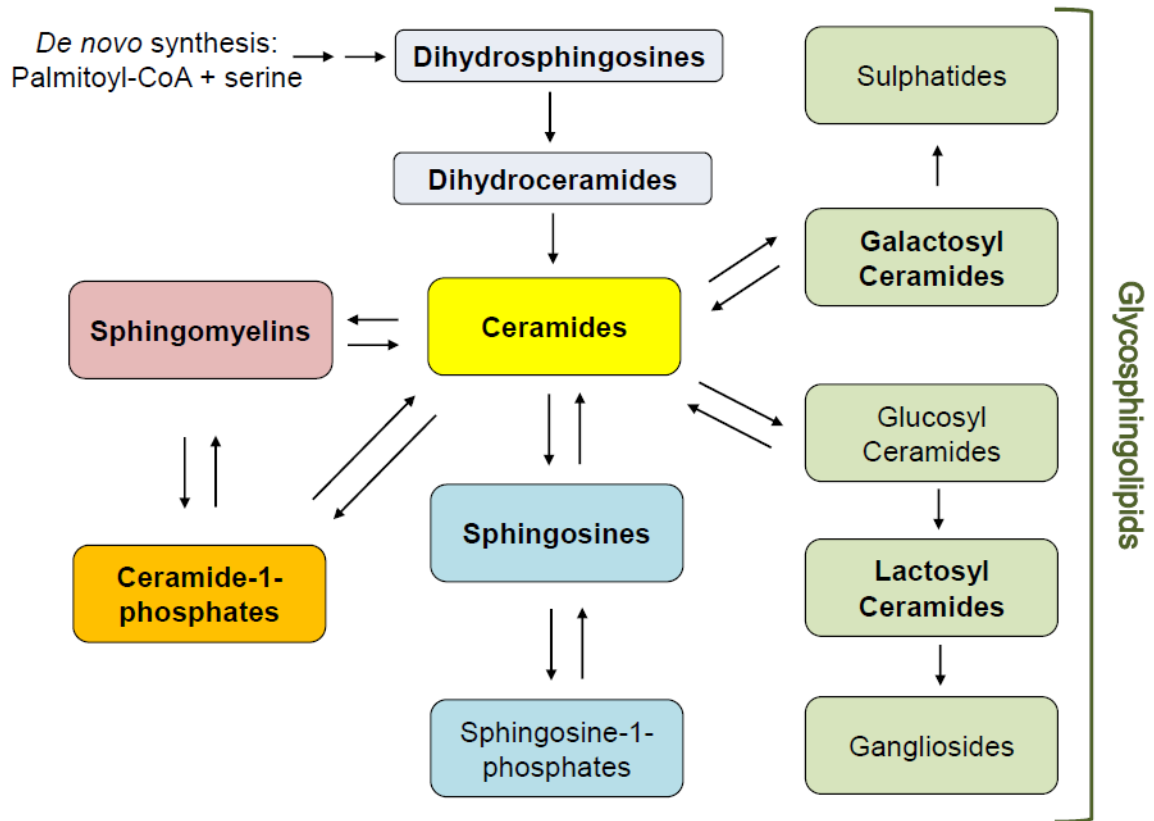 De novo synthesis:
Palmitoyl-CoA + serine
Dihydrosphingosines
Sulphatides
Dihydroceramides
Galactosyl
Ceramides
Sphingomyelins
Ceramides
Glucosyl
Ceramides
Sphingosines
Ceramide-1-
phosphates
Lactosyl
Ceramides
Sphingosine-1-
phosphates
Gangliosides
Glycosphingolipids